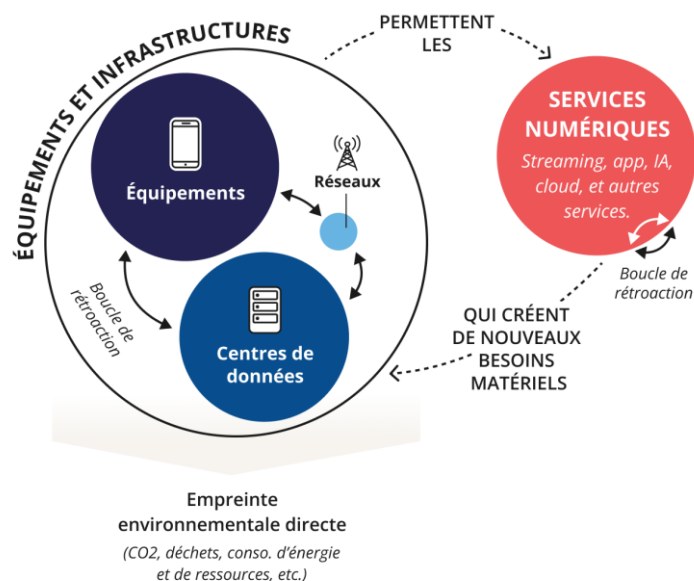 ÉQUIPEMENTS ET INFRASTRUCTURES
PERMETTENT
LES
SERVICES
NUMÉRIQUES
Streaming, app, IA,
cloud, et autres
services.
Boucle de
rétroaction
Équipements
Réseaux
Boucle de
rétroaction
Centres de
données
QUI CRÉENT
DE NOUVEAUX
BESOINS
MATÉRIELS
Empreinte
environnementale directe
(CO2, déchets, conso. d'énergie
et de ressources, etc.)